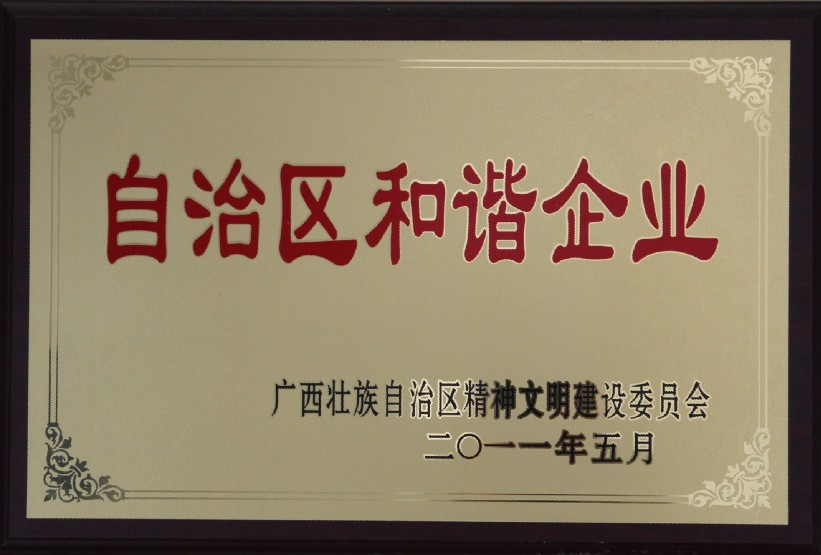 自治区和谐企业
广西壮族自治区精神文明建设委员会
二〇一一年五月